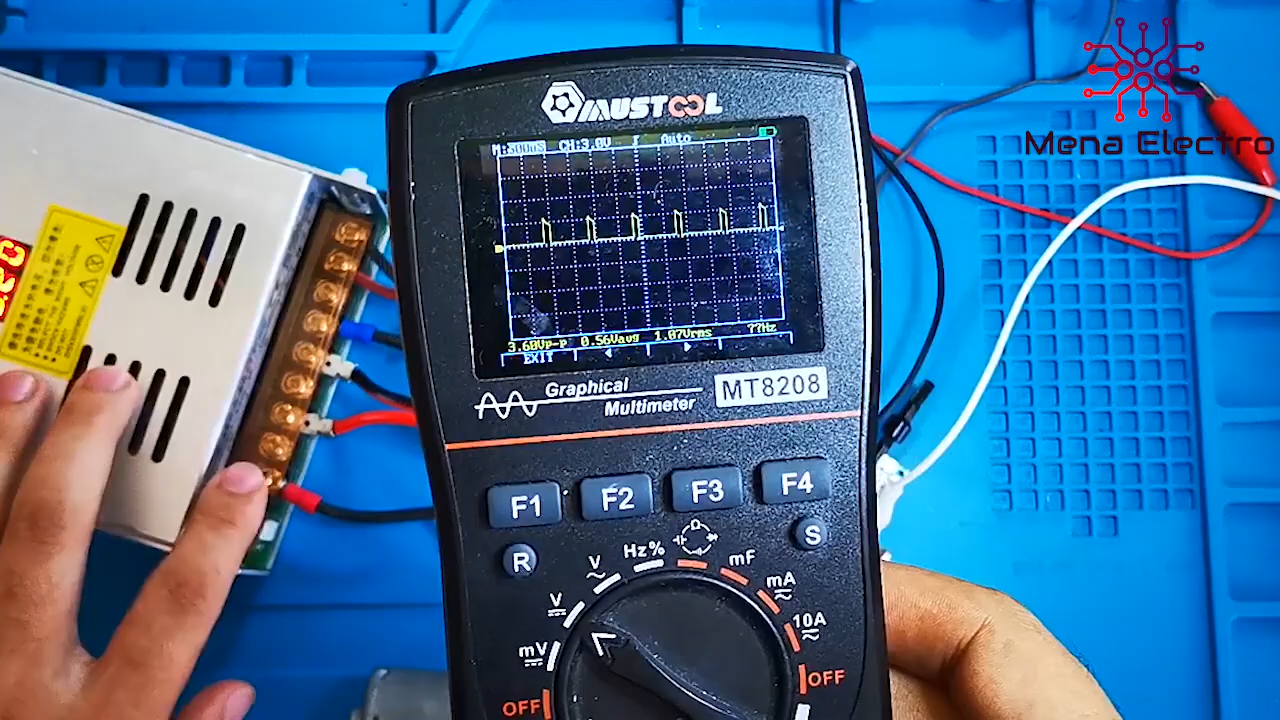 Mena Electro
MUSTOOL
M:500uS CH:3.0V Auto
3.60Vp-p 0.56Vavg 1.07Vrms ??Hz
EXIT
Graphical
Multimeter
MT8208
F1 F2 F3 F4
R
S
V
Hz%
Ω
mF
V
mA
mV
10A
OFF
OFF